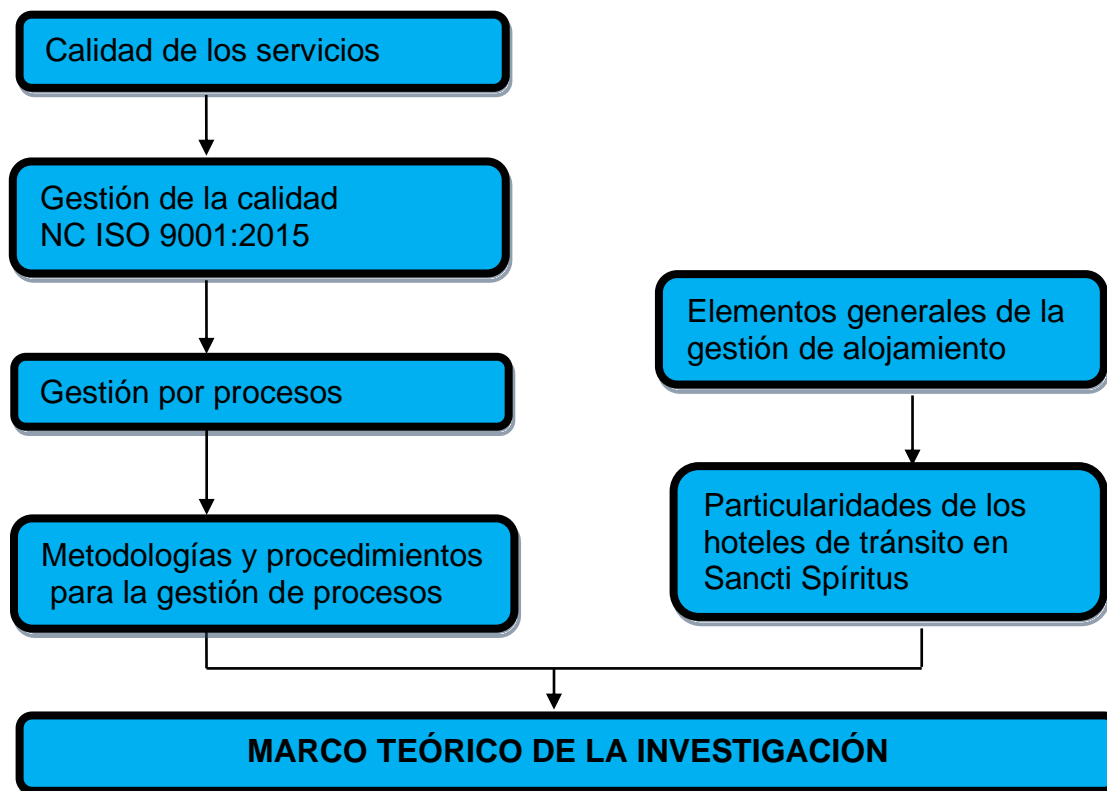 Calidad de los servicios
Gestión de la calidad
NC ISO 9001:2015
Gestión por procesos
Metodologías y procedimientos
para la gestión de procesos
Elementos generales de la
gestión de alojamiento
Particularidades de los
hoteles de tránsito en
Sancti Spíritus
MARCO TEÓRICO DE LA INVESTIGACIÓN